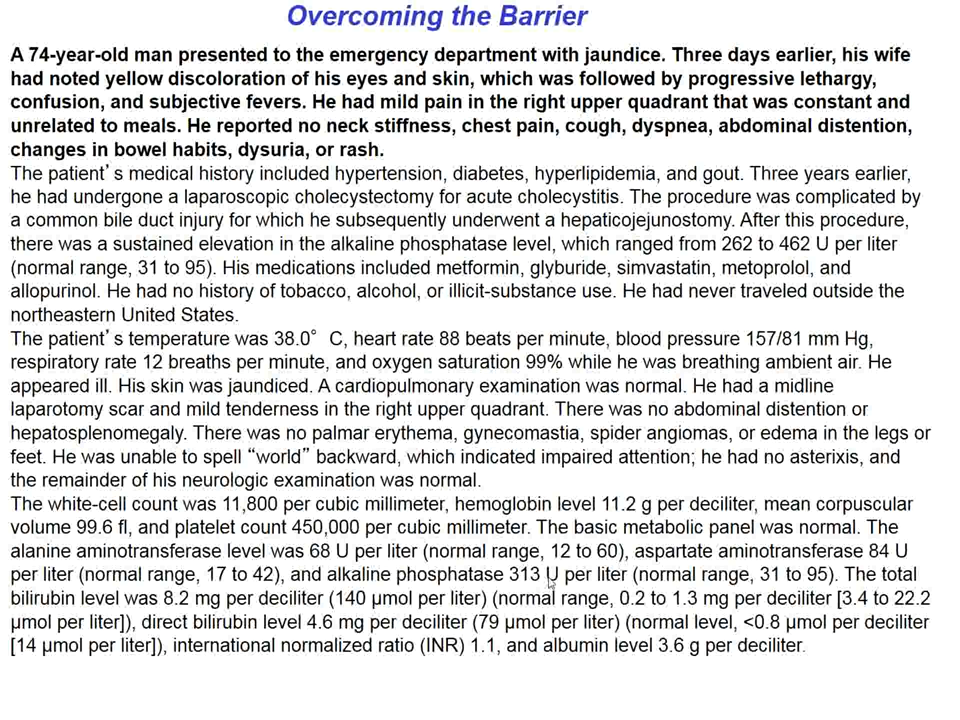 Overcoming the Barrier
A 74-year-old man presented to the emergency department with jaundice. Three days earlier, his wife
had noted yellow discoloration of his eyes and skin, which was followed by progressive lethargy,
confusion, and subjective fevers. He had mild pain in the right upper quadrant that was constant and
unrelated to meals. He reported no neck stiffness, chest pain, cough, dyspnea, abdominal distention,
changes in bowel habits, dysuria, or rash.
The patient's medical history included hypertension, diabetes, hyperlipidemia, and gout. Three years earlier,
he had undergone a laparoscopic cholecystectomy for acute cholecystitis. The procedure was complicated by
a common bile duct injury for which he subsequently underwent a hepaticojejunostomy. After this procedure,
there was a sustained elevation in the alkaline phosphatase level, which ranged from 262 to 462 U per liter
(normal range, 31 to 95). His medications included metformin, glyburide, simvastatin, metoprolol, and
allopurinol. He had no history of tobacco, alcohol, or illicit-substance use. He had never traveled outside the
northeastern United States.
The patient's temperature was 38.0° C, heart rate 88 beats per minute, blood pressure 157/81 mm Hg,
respiratory rate 12 breaths per minute, and oxygen saturation 99% while he was breathing ambient air. He
appeared ill. His skin was jaundiced. A cardiopulmonary examination was normal. He had a midline
laparotomy scar and mild tenderness in the right upper quadrant. There was no abdominal distention or
hepatosplenomegaly. There was no palmar erythema, gynecomastia, spider angiomas, or edema in the legs or
feet. He was unable to spell “world” backward, which indicated impaired attention; he had no asterixis, and
the remainder of his neurologic examination was normal.
The white-cell count was 11,800 per cubic millimeter, hemoglobin level 11.2 g per deciliter, mean corpuscular
volume 99.6 fl, and platelet count 450,000 per cubic millimeter. The basic metabolic panel was normal. The
alanine aminotransferase level was 68 U per liter (normal range, 12 to 60), aspartate aminotransferase 84 U
per liter (normal range, 17 to 42), and alkaline phosphatase 313 U per liter (normal range, 31 to 95). The total
bilirubin level was 8.2 mg per deciliter (140 μmol per liter) (normal range, 0.2 to 1.3 mg per deciliter [3.4 to 22.2
μmol per liter]), direct bilirubin level 4.6 mg per deciliter (79 μmol per liter) (normal level, <0.8 μmol per deciliter
[14 μmol per liter]), international normalized ratio (INR) 1.1, and albumin level 3.6 g per deciliter.